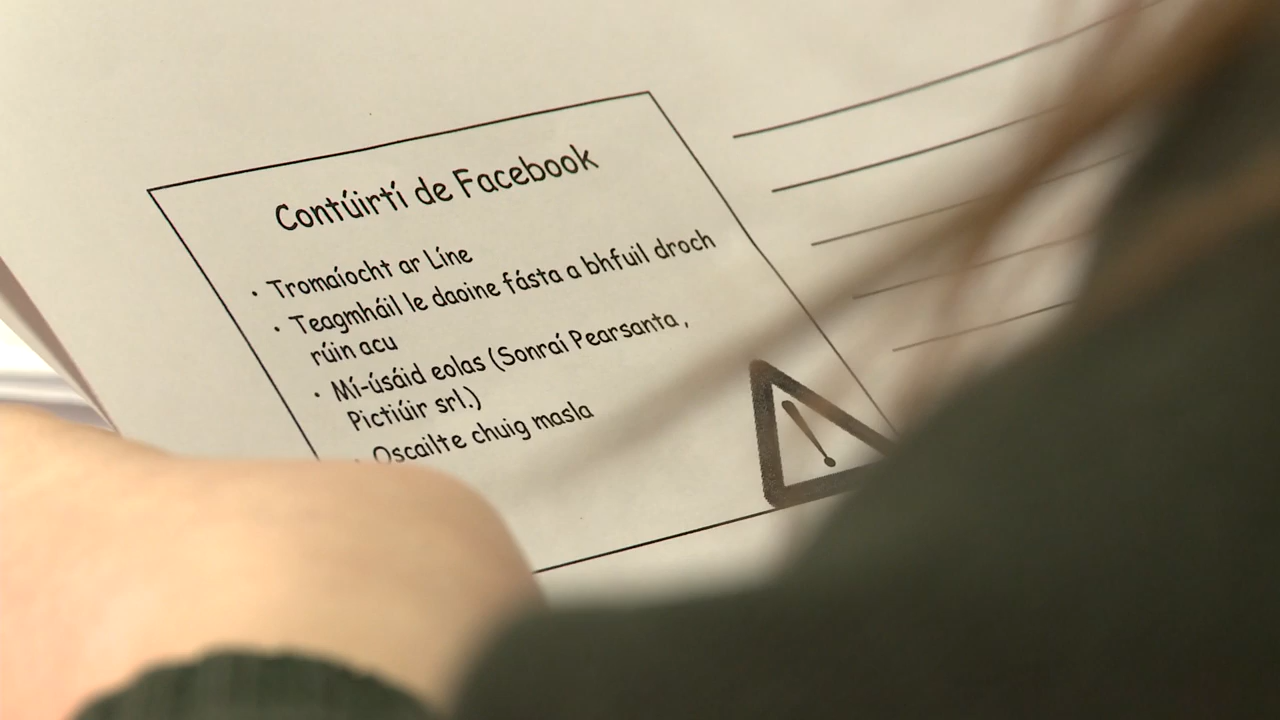 Contúirtí de Facebook
· Tromaíocht ar Líne
· Teagmháil le daoine fásta a bhfuil droch
rúin acu
· Mí-úsáid eolas (Sonraí Pearsanta,
Pictiúir srl.)
· Oscailte chuig masla